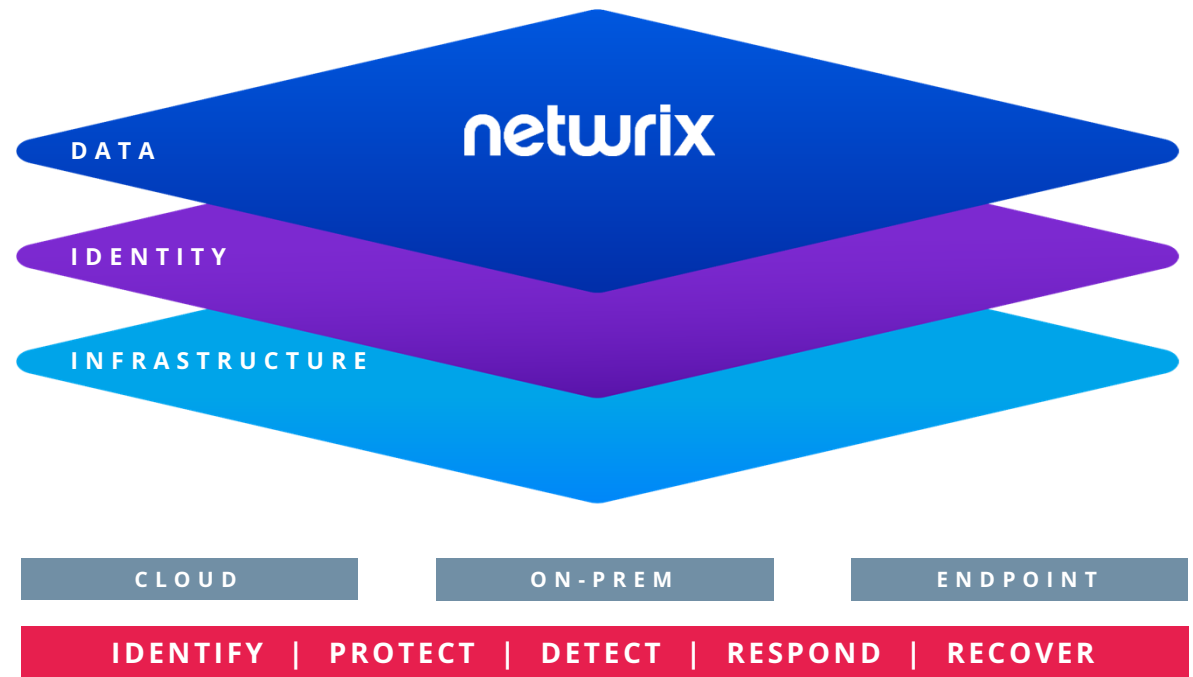 netwrix
DATA
IDENTITY
INFRASTRUCTURE
CLOUD
ON-PREM
ENDPOINT
IDENTIFY | PROTECT | DETECT | RESPOND | RECOVER